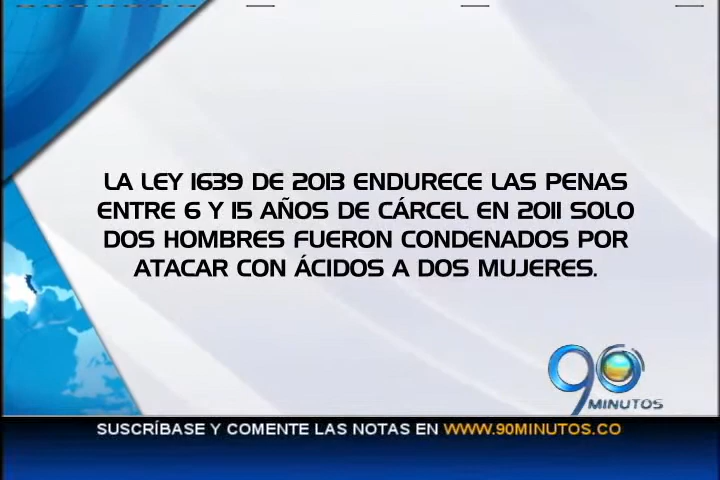 LA LEY 1639 DE 2013 ENDURECE LAS PENAS
ENTRE 6 Y 15 AÑOS DE CÁRCEL EN 2011 SOLO
DOS HOMBRES FUERON CONDENADOS POR
ATACAR CON ÁCIDOS A DOS MUJERES.
90
MINUTOS
SUSCRÍBASE Y COMENTE LAS NOTAS EN WWW.90MINUTOS.CO